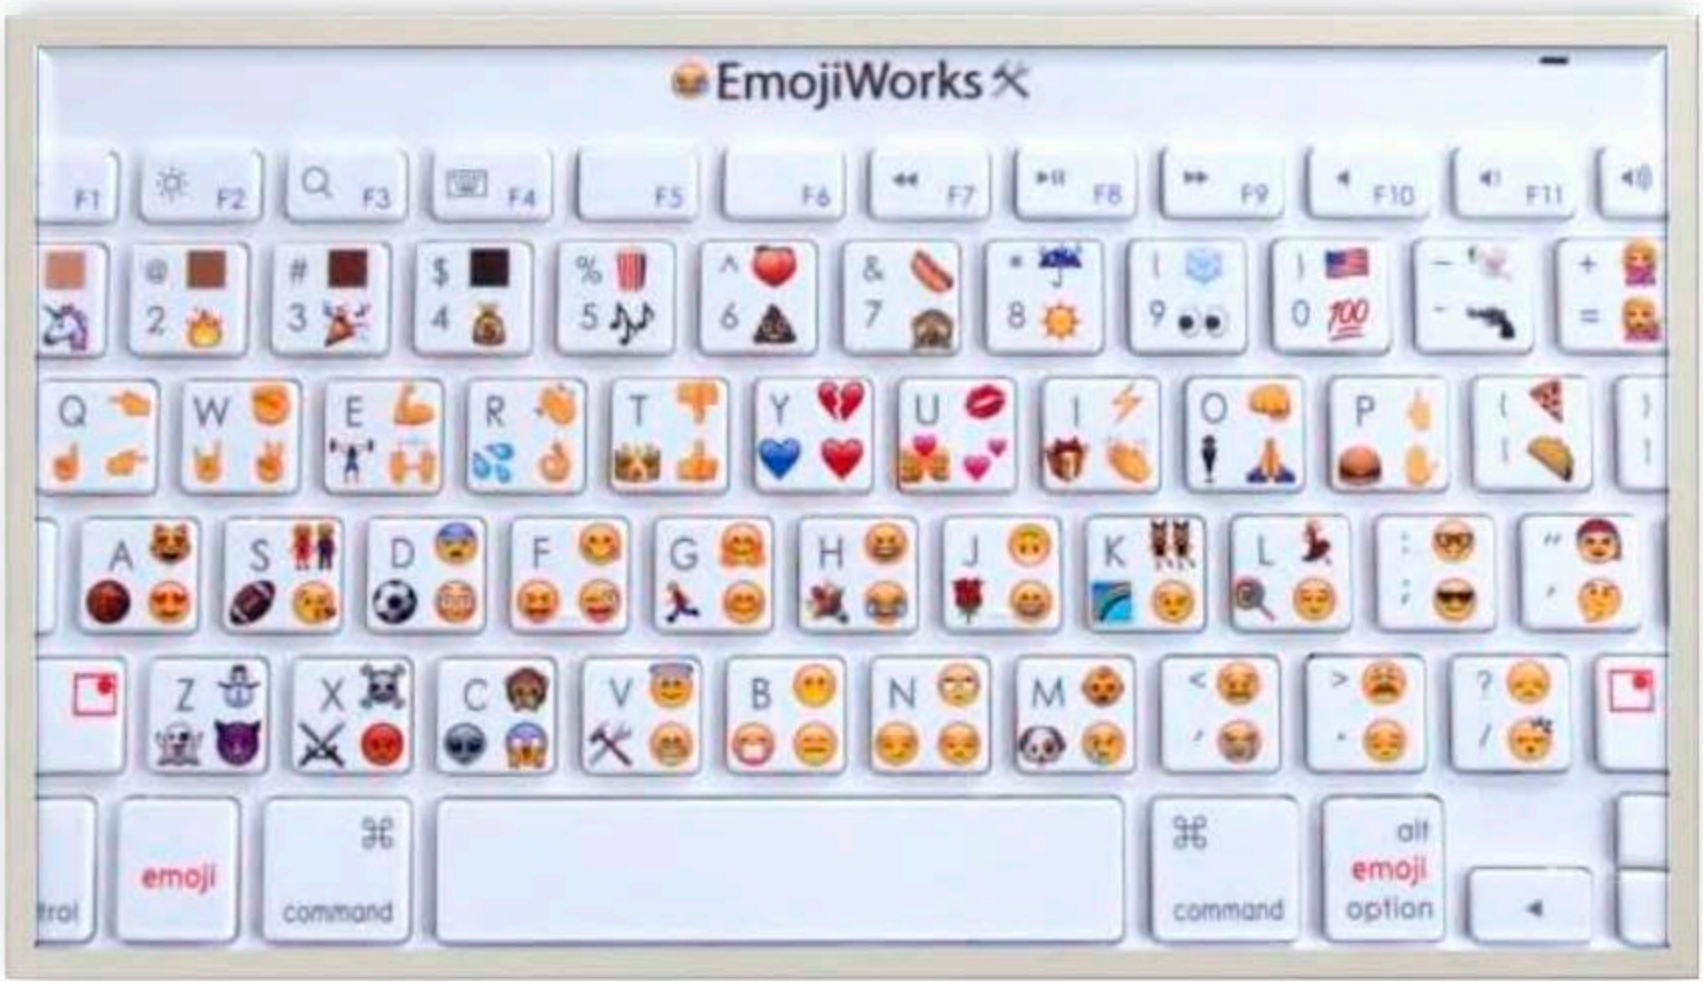 EmojiWorks
F1 F2 F3 F4 F5 F6 F7 F8 F9 F10 F11
@ # $ % ^ & * ( ) — +
2 3 4 5 6 7 8 9 0 100 - =
Q W E R T Y U I O P { }
[ ]
A S D F G H J K L : "
; '
Z X C V B N M < > ?
, . /
emoji command command alt
emoji
trol option